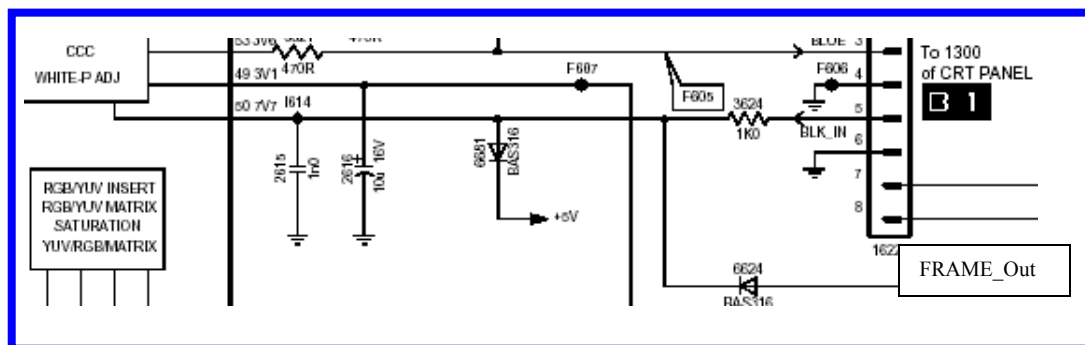 CCC
WHITE-P ADJ
53 3V6
470R
BLUE 3
To 1300
of CRT PANEL
B 1
49 3V1
F607
F605
F606
4
50 7V7
I614
3624
1K0
5
BLK_IN
6
7
8
2615
1n0
2616
10u 16V
6681
BAS316
+5V
RGB/YUV INSERT
RGB/YUV MATRIX
SATURATION
YUV/RGB/MATRIX
FRAME_Out
6624
BAS316